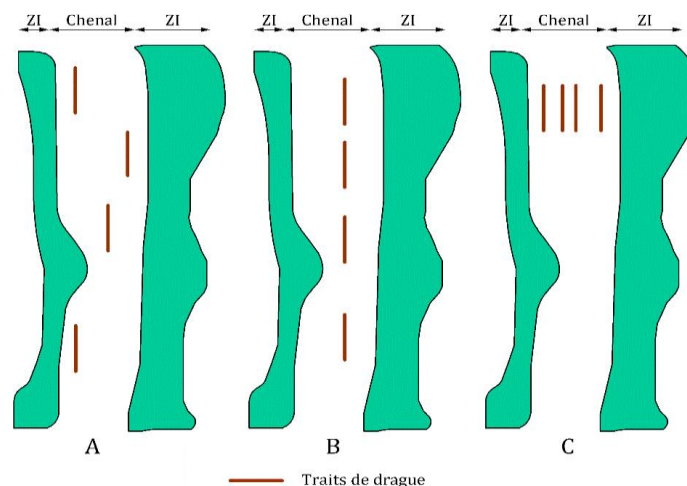 ZI Chenal ZI
ZI Chenal ZI
ZI Chenal ZI
A
B
C
Traits de drague